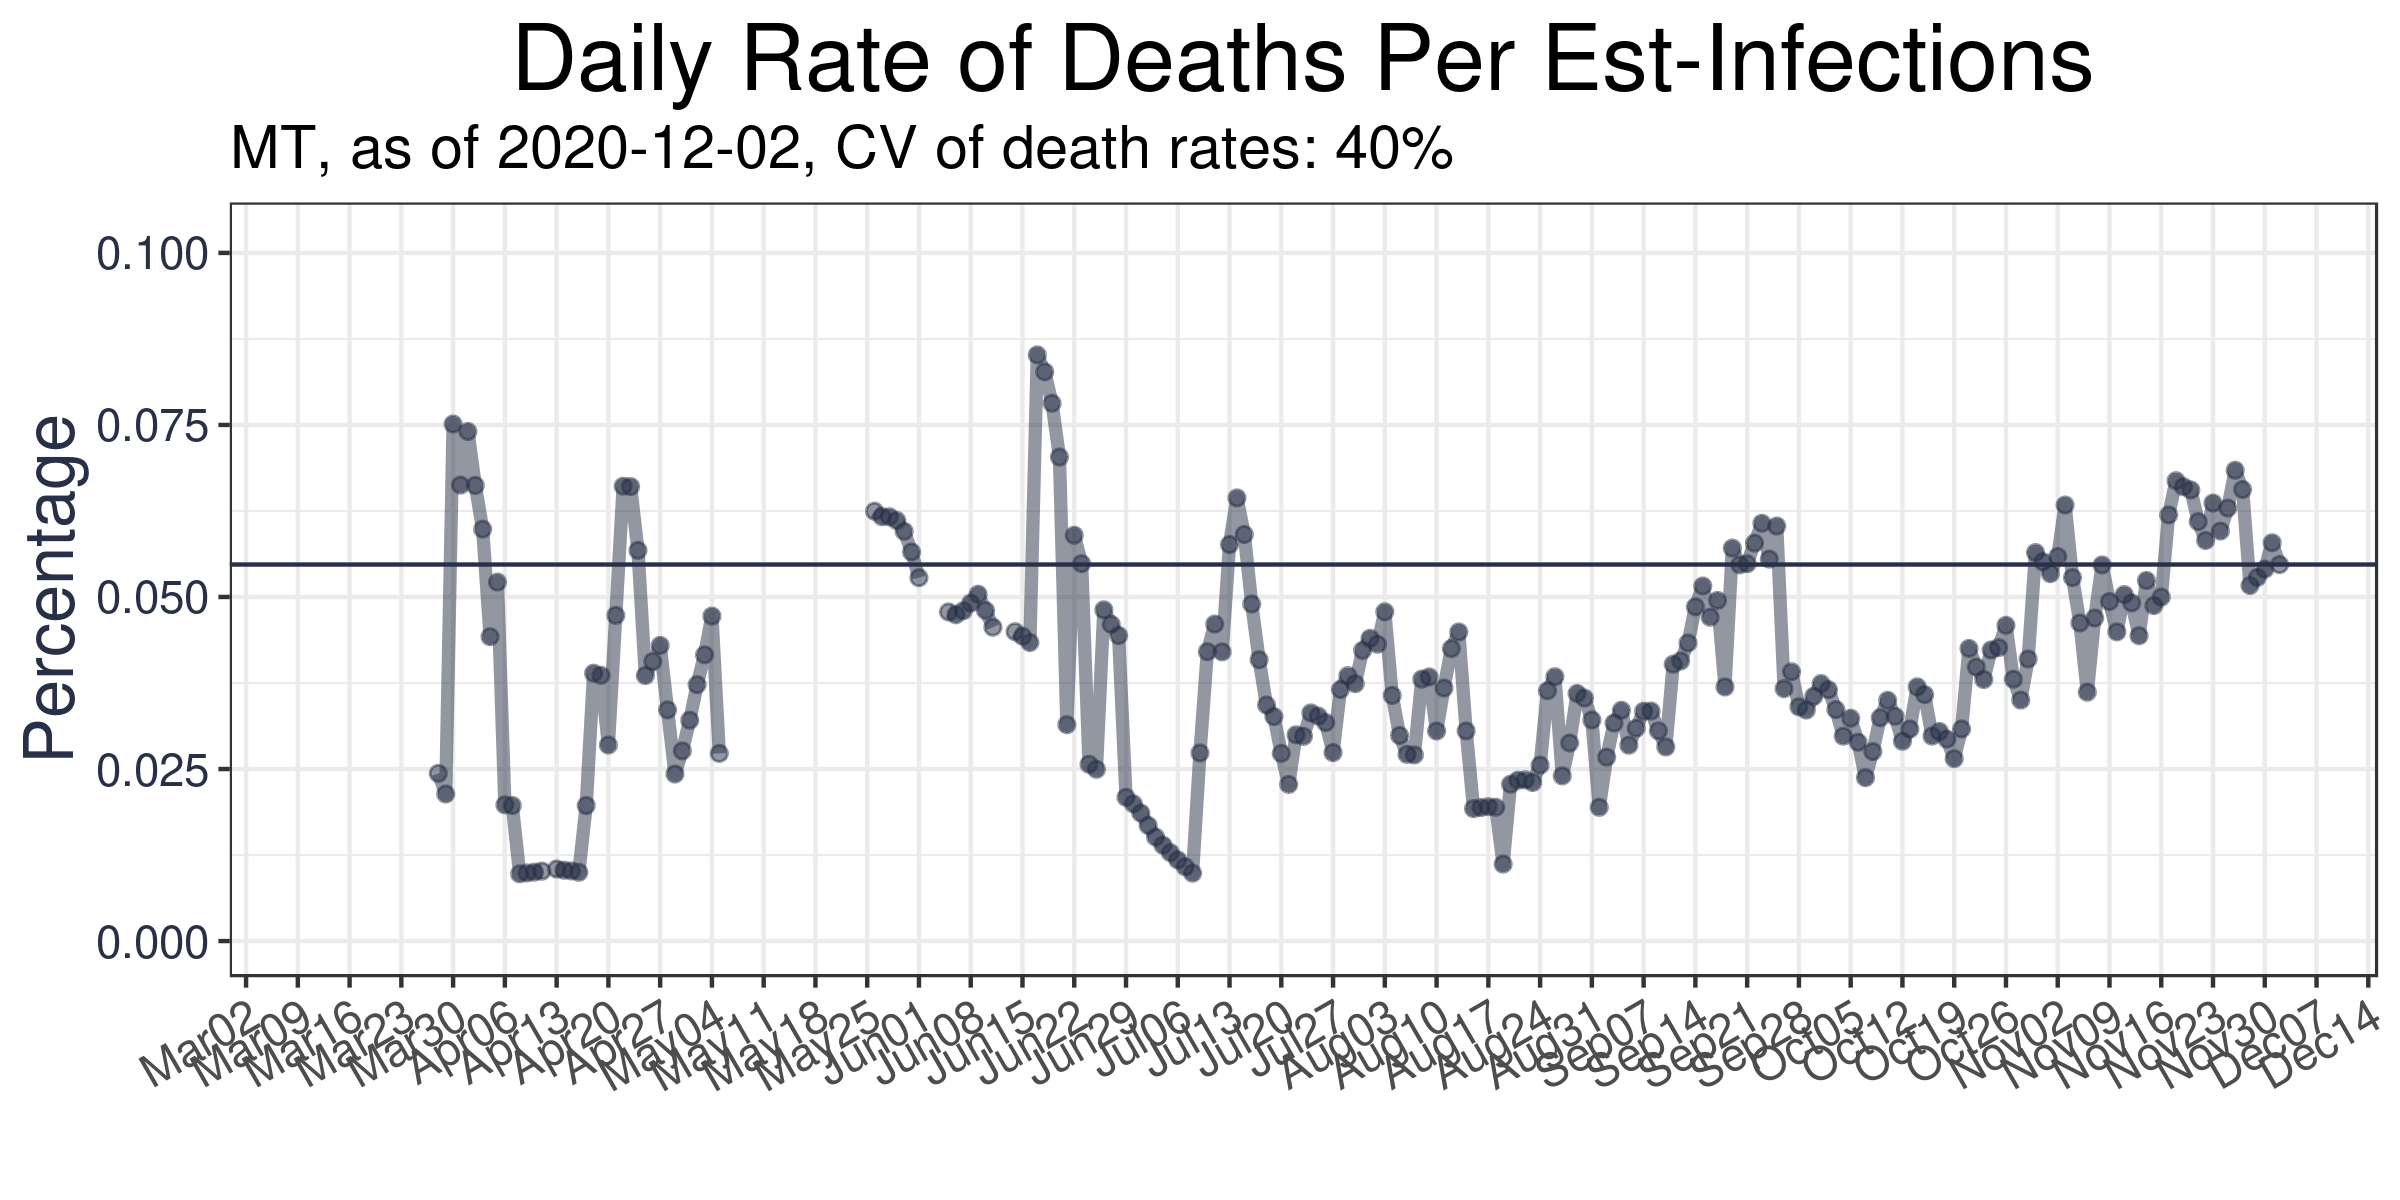 Daily Rate of Deaths Per Est-Infections
MT, as of 2020-12-02, CV of death rates: 40%
Percentage
0.100
0.075
0.050
0.025
0.000
Mar02
Mar09
Mar16
Mar23
Mar30
Apr06
Apr13
Apr20
Apr27
May04
May11
May18
May25
Jun01
Jun08
Jun15
Jun22
Jun29
Jul06
Jul13
Jul20
Jul27
Aug03
Aug10
Aug17
Aug24
Aug31
Sep07
Sep14
Sep21
Sep28
Oct05
Oct12
Oct19
Oct26
Nov02
Nov09
Nov16
Nov23
Nov30
Dec07
Dec14